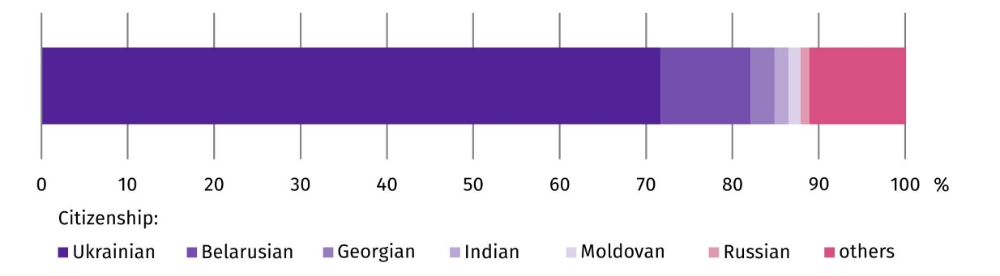 0 10 20 30 40 50 60 70 80 90 100 %
Citizenship:
Ukrainian Belarusian Georgian Indian Moldovan Russian others